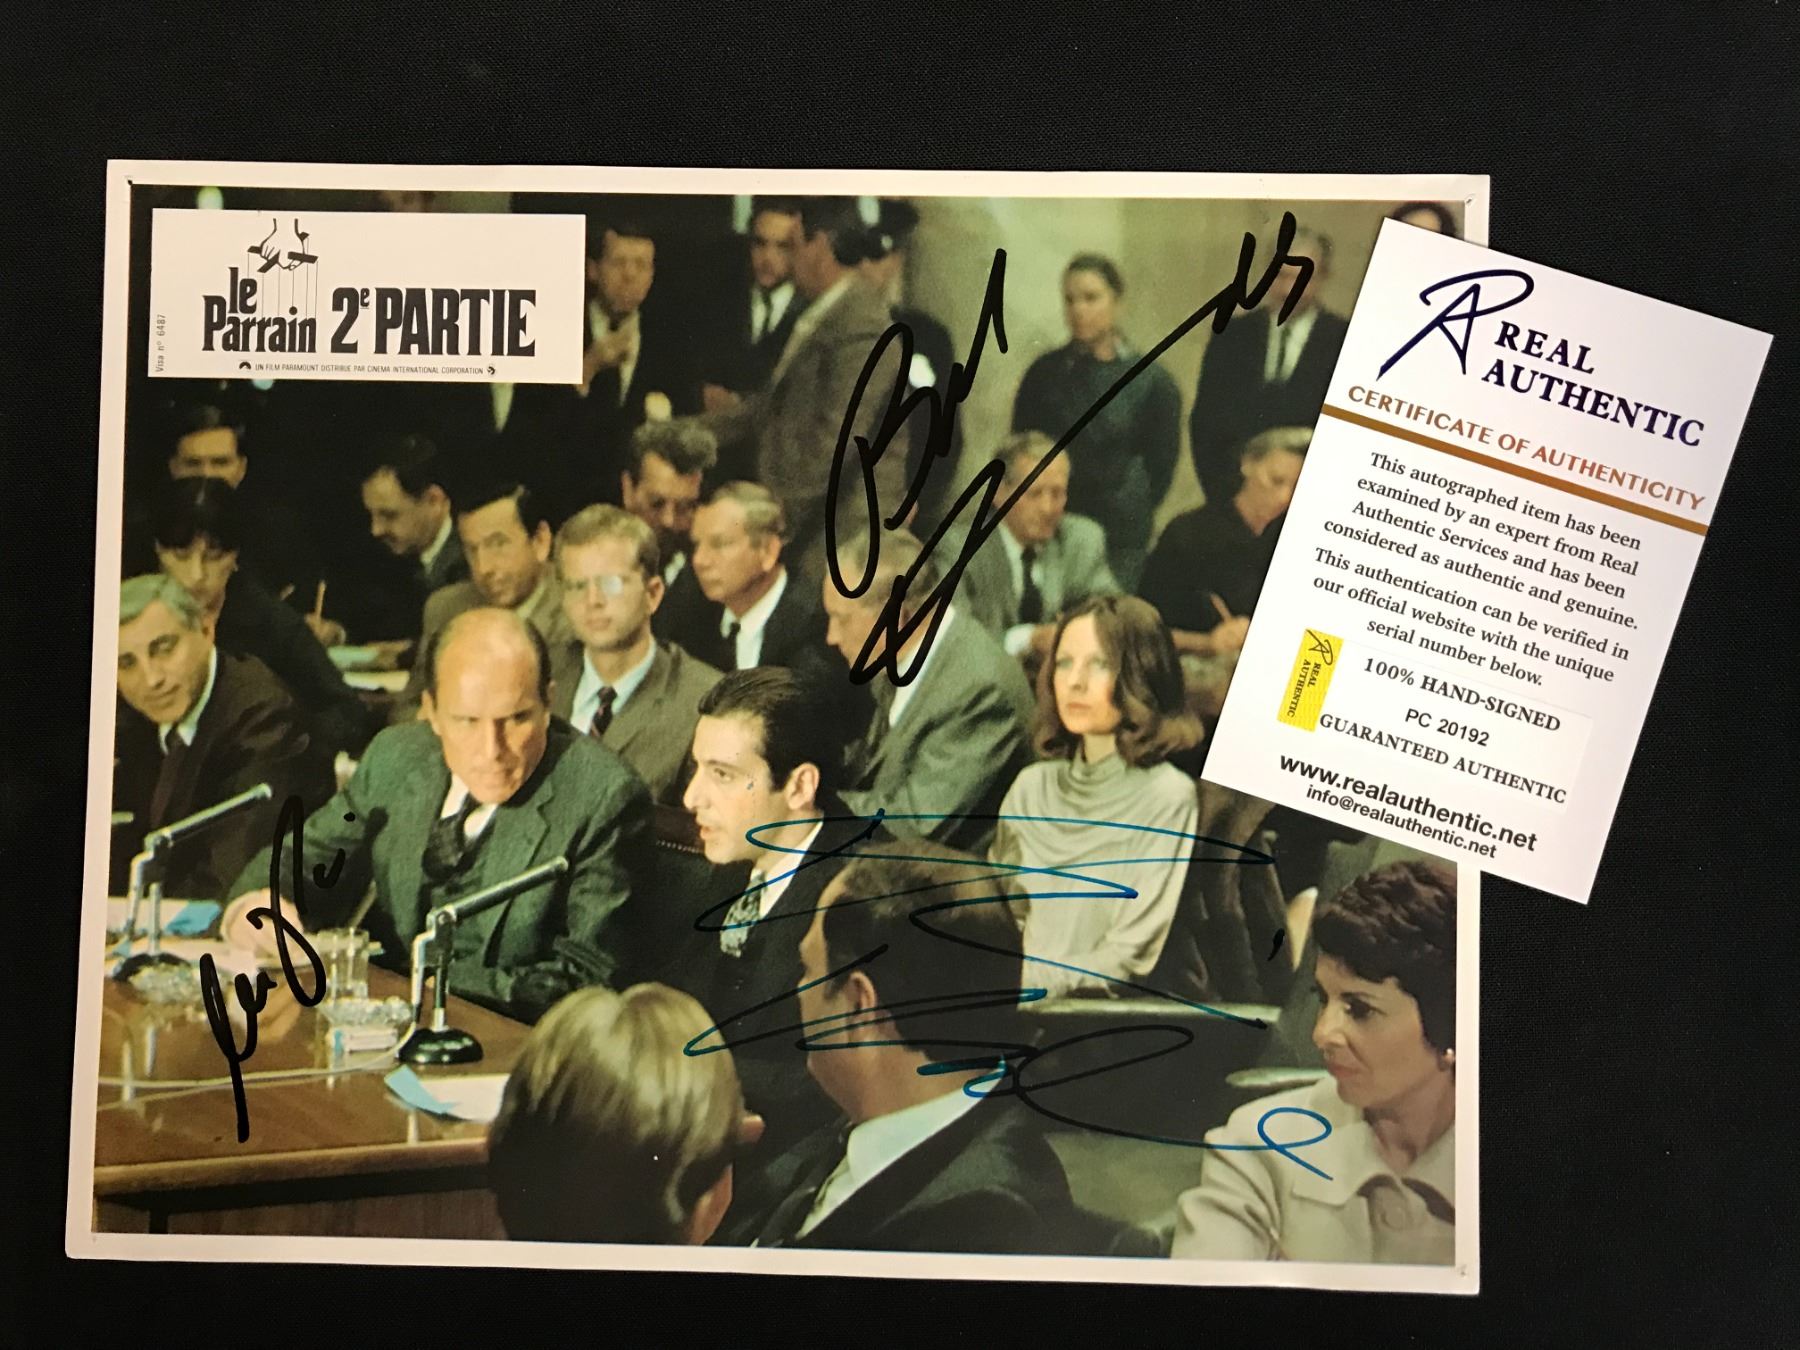 le
Parrain 2e PARTIE
Visa n° 6487
UN FILM PARAMOUNT DISTRIBUÉ PAR CINEMA INTERNATIONAL CORPORATION
REAL
AUTHENTIC
CERTIFICATE OF AUTHENTICITY
This autographed item has been
examined by an expert from Real
Authentic Services and has been
considered as authentic and genuine.
This authentication can be verified in
our official website with the unique
serial number below.
REAL
AUTHENTIC
100% HAND-SIGNED
PC 20192
GUARANTEED AUTHENTIC
www.realauthentic.net
info@realauthentic.net